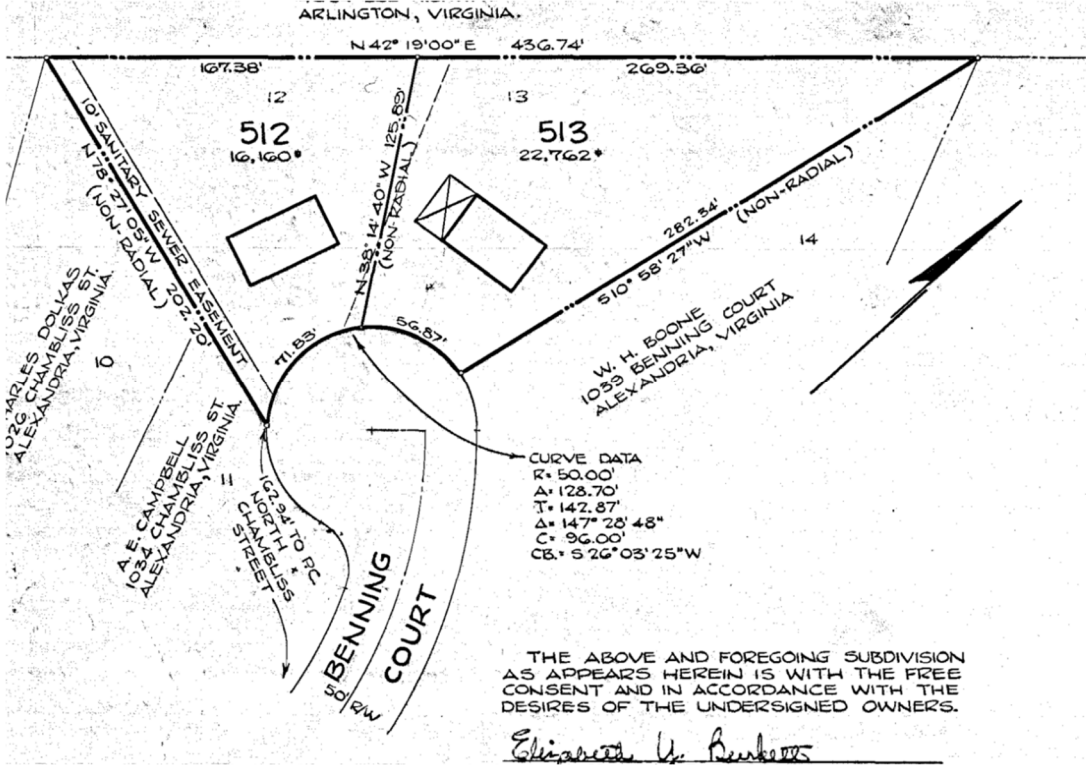 ARLINGTON, VIRGINIA.
N 42° 19'00" E 436.74'
167.38'
269.36'
12
13
512
16,160
513
22,762
10' SANITARY SEWER EASEMENT
N 78° 27' 05" W 202.20'
(NON-RADIAL)
N 38° 14' 40" W 125.89'
(NON-RADIAL)
282.34'
(NON-RADIAL)
S10° 58' 27" W
14
W. H. BOONE
1039 BENNING COURT
ALEXANDRIA, VIRGINIA
71.83'
56.87'
ARLES DOLKAS
026 CHAMBLISS ST.
ALEXANDRIA, VIRGINIA.
10
A. E. CAMPBELL
1034 CHAMBLISS ST.
ALEXANDRIA, VIRGINIA.
11
162.94' TO P.C.
NORTH
CHAMBLISS
STREET
CURVE DATA
R= 50.00'
A= 128.70'
T= 142.87'
Δ= 147° 28' 48"
C= 96.00'
CB.= S 26° 03' 25" W
BENNING
COURT
50' R/W
THE ABOVE AND FOREGOING SUBDIVISION
AS APPEARS HEREIN IS WITH THE FREE
CONSENT AND IN ACCORDANCE WITH THE
DESIRES OF THE UNDERSIGNED OWNERS.
Elizabeth Y. Burketts